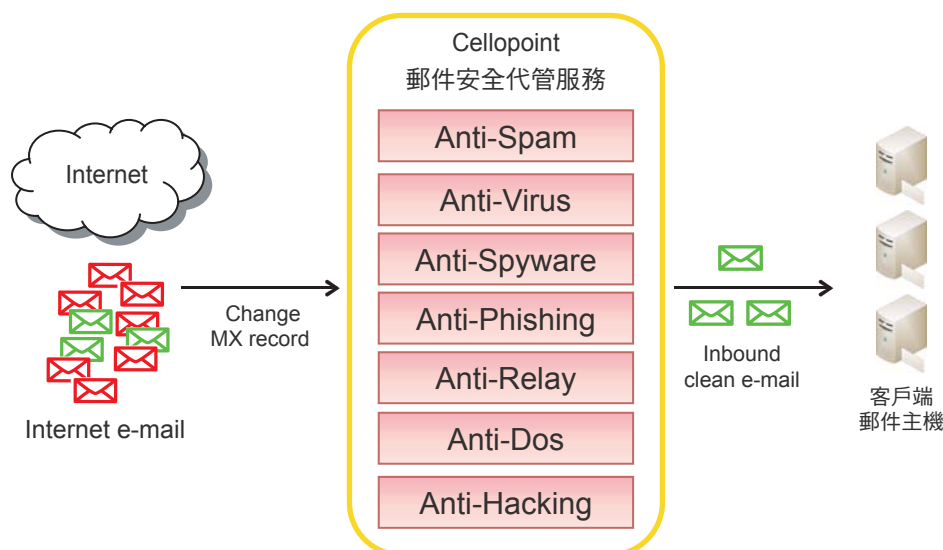 Internet
Internet e-mail
Change
MX record
Cellopoint
郵件安全代管服務
Anti-Spam
Anti-Virus
Anti-Spyware
Anti-Phishing
Anti-Relay
Anti-Dos
Anti-Hacking
Inbound
clean e-mail
客戶端
郵件主機